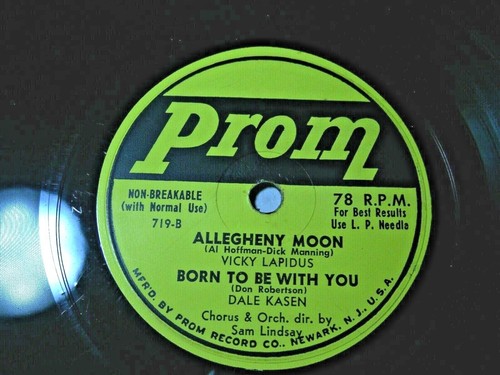 Prom
NON-BREAKABLE
(with Normal Use)
719-B
78 R.P.M.
For Best Results
Use L. P. Needle
ALLEGHENY MOON
(Al Hoffman-Dick Manning)
VICKY LAPIDUS
BORN TO BE WITH YOU
(Don Robertson)
DALE KASEN
Chorus & Orch. dir. by
Sam Lindsay
MFR'D. BY PROM RECORD CO., NEWARK, N. J., U.S.A.